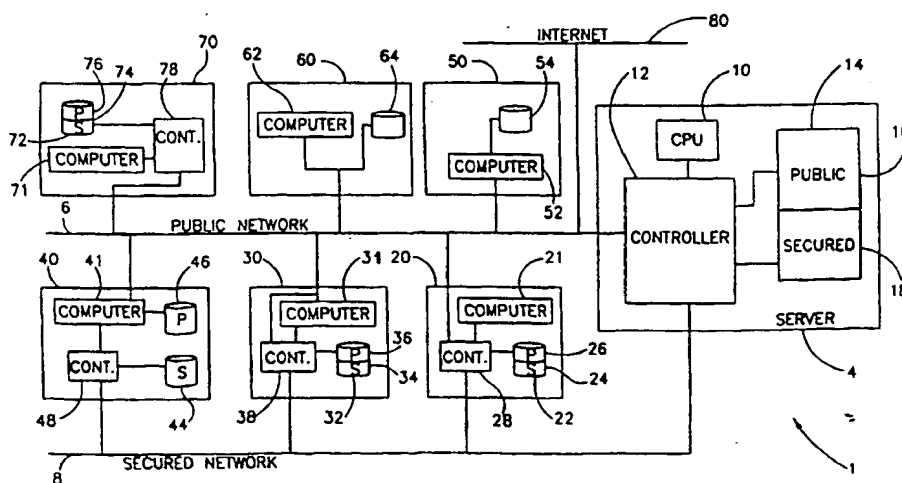 INTERNET
80
76
74
78
70
62
60
64
50
54
12
10
14
P
S
CONT.
72
COMPUTER
71
COMPUTER
COMPUTER
52
CPU
PUBLIC
CONTROLLER
SECURED
18
6
PUBLIC NETWORK
40
41
46
30
31
20
21
SERVER
4
COMPUTER
P
COMPUTER
COMPUTER
CONT.
S
CONT.
P
S
36
34
CONT.
P
S
26
24
48
44
38
32
28
22
8
SECURED NETWORK
1